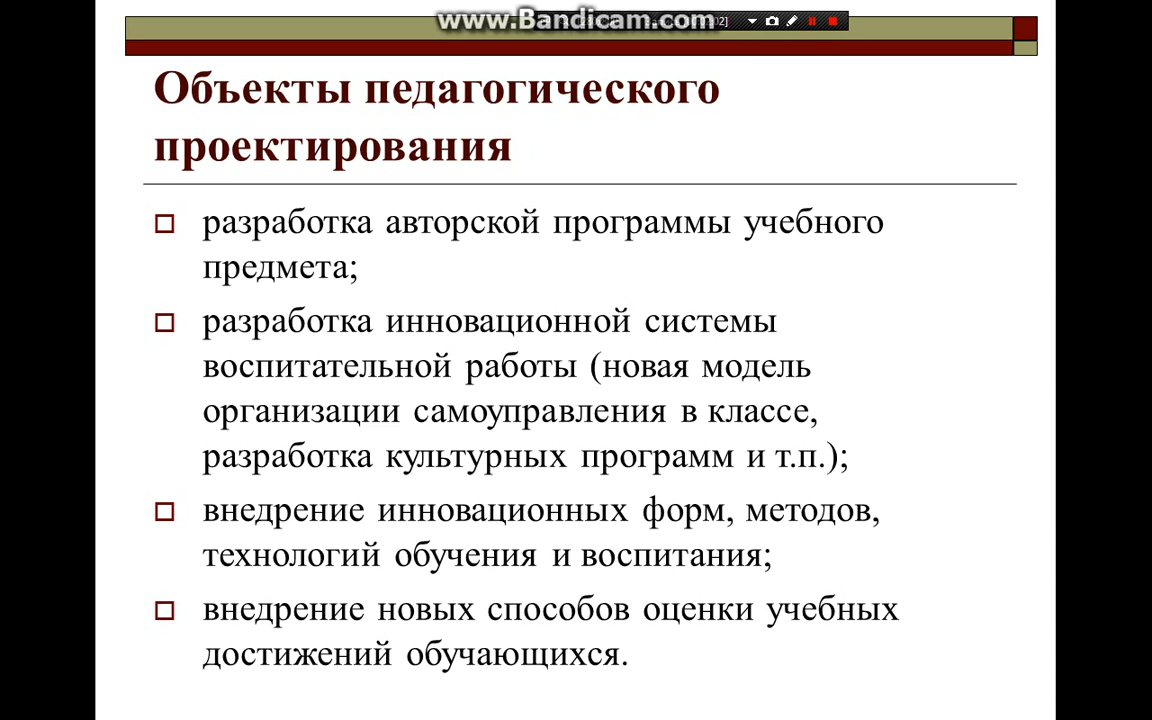 www.Bandicam.com
Объекты педагогического
проектирования
разработка авторской программы учебного
предмета;
разработка инновационной системы
воспитательной работы (новая модель
организации самоуправления в классе,
разработка культурных программ и т.п.);
внедрение инновационных форм, методов,
технологий обучения и воспитания;
внедрение новых способов оценки учебных
достижений обучающихся.